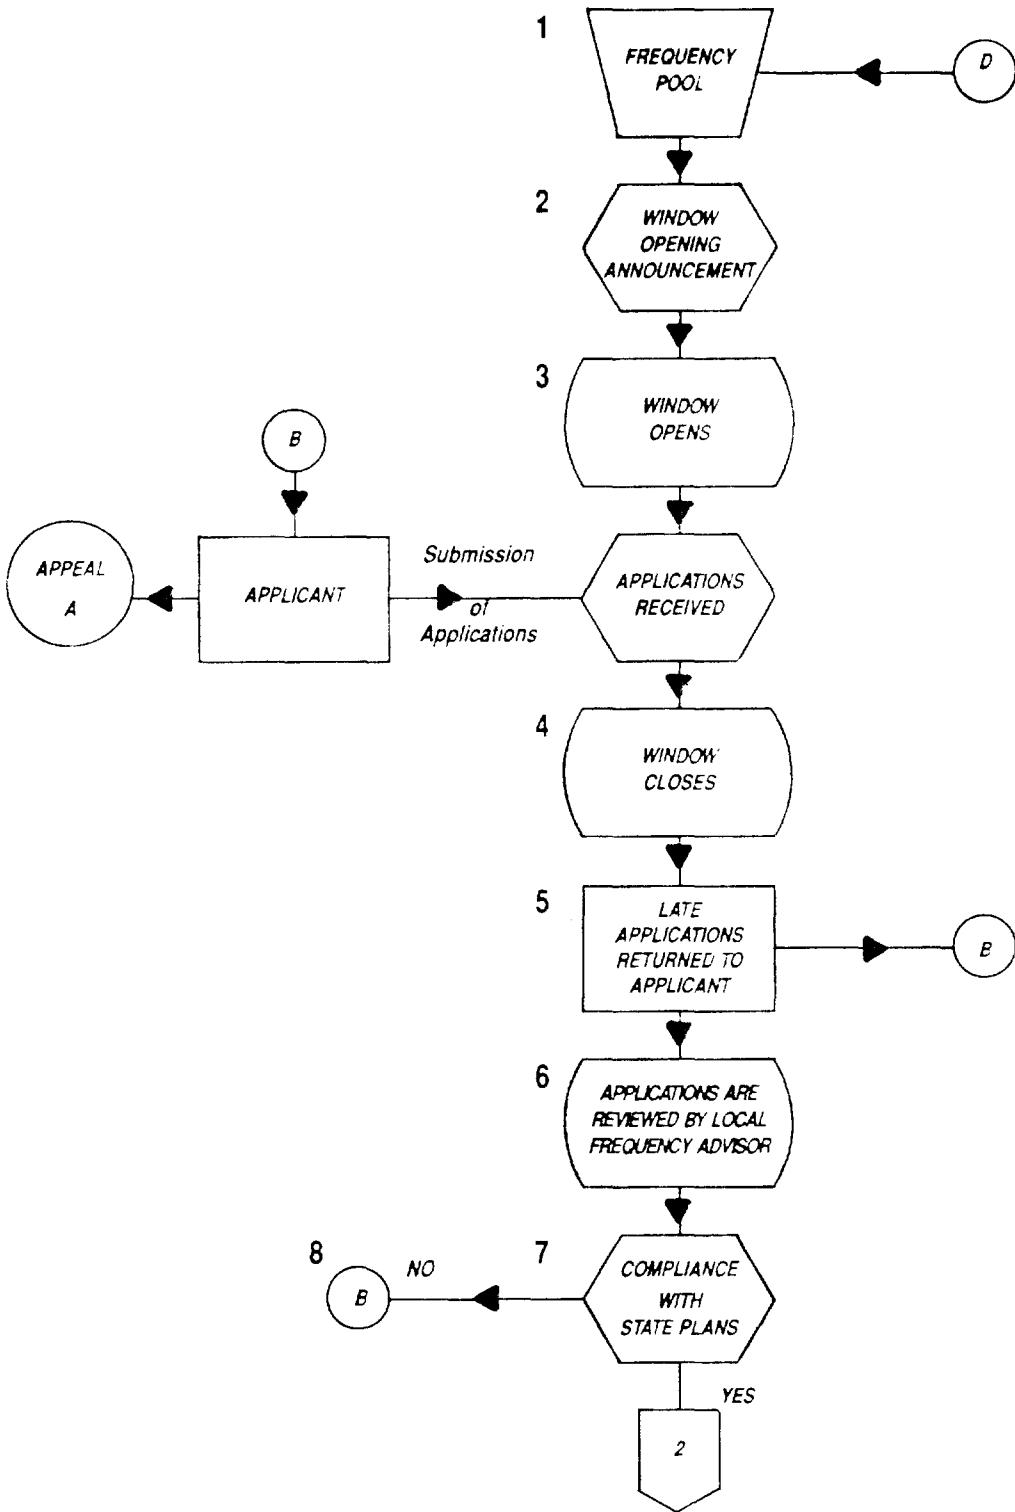 1
FREQUENCY
POOL
D
2
WINDOW
OPENING
ANNOUNCEMENT
3
WINDOW
OPENS
B
APPEAL
A
APPLICANT
Submission
of
Applications
APPLICATIONS
RECEIVED
4
WINDOW
CLOSES
5
LATE
APPLICATIONS
RETURNED TO
APPLICANT
B
6
APPLICATIONS ARE
REVIEWED BY LOCAL
FREQUENCY ADVISOR
8
B
NO
7
COMPLIANCE
WITH
STATE PLANS
YES
2